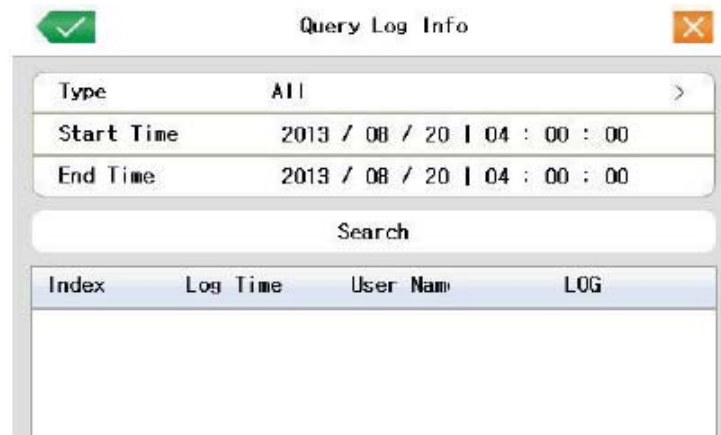 Query Log Info
Type All >
Start Time 2013 / 08 / 20 | 04 : 00 : 00
End Time 2013 / 08 / 20 | 04 : 00 : 00
Search
Index Log Time User Nam LOG